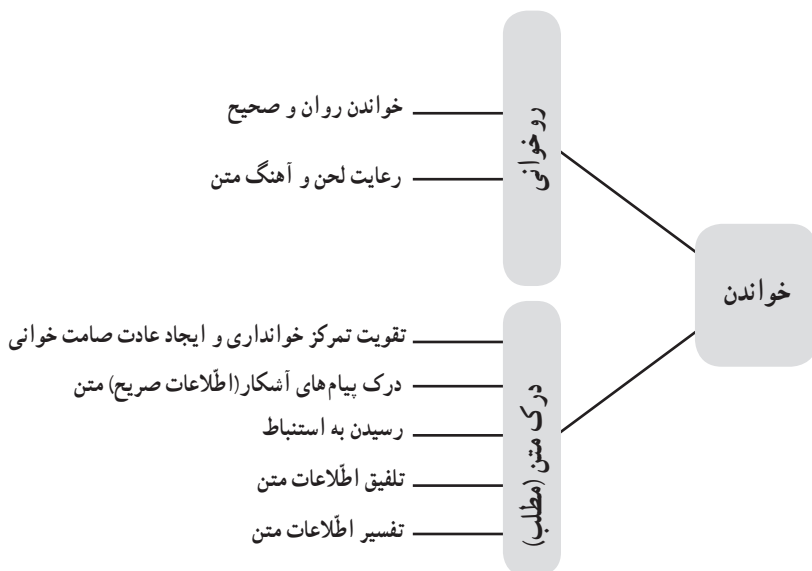 خواندن
روخوانی
خواندن روان و صحیح
رعایت لحن و آهنگ متن
درک متن (مطلب)
تقویت تمرکز خوانداری و ایجاد عادت صامت خوانی
درک پیام‌های آشکار(اطّلاعات صریح) متن
رسیدن به استنباط
تلفیق اطّلاعات متن
تفسیر اطّلاعات متن